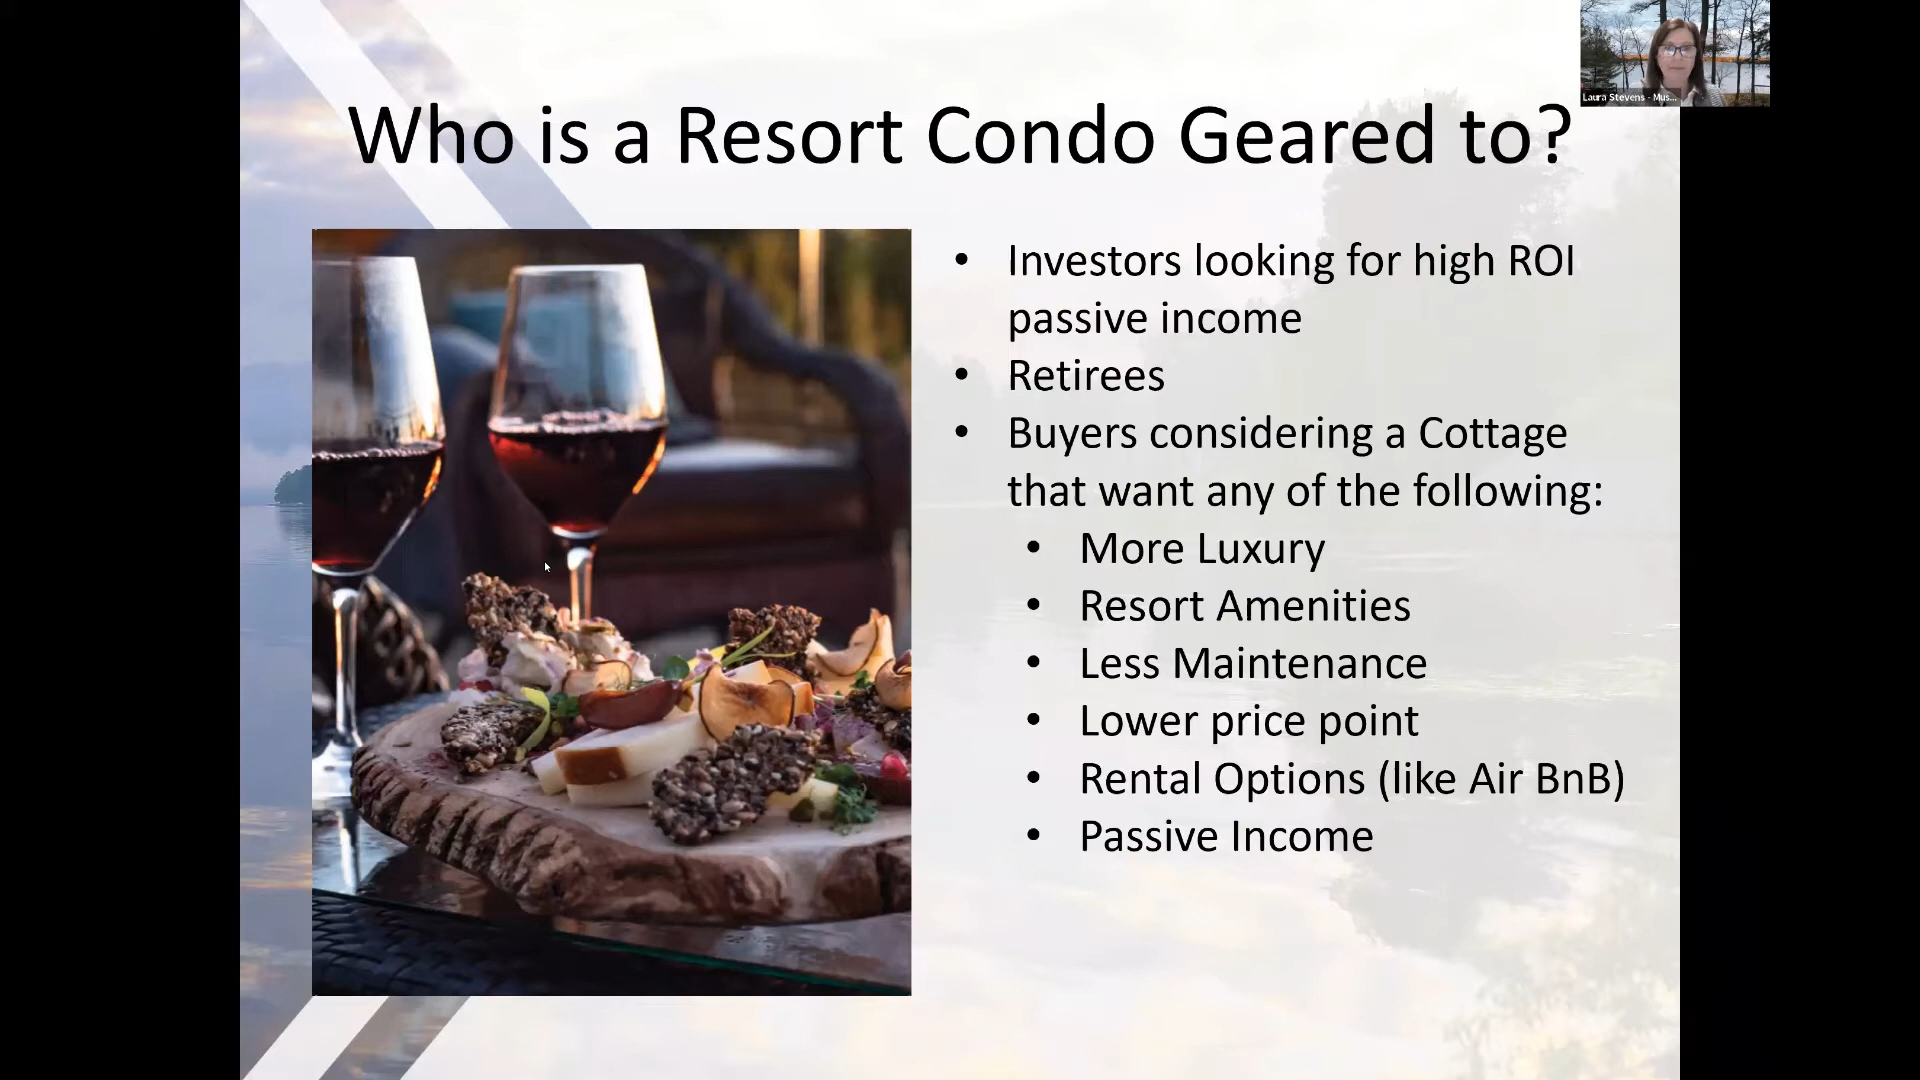 Laura Stevens - Mus...
Who is a Resort Condo Geared to?
• Investors looking for high ROI
passive income
• Retirees
• Buyers considering a Cottage
that want any of the following:
• More Luxury
• Resort Amenities
• Less Maintenance
• Lower price point
• Rental Options (like Air BnB)
• Passive Income